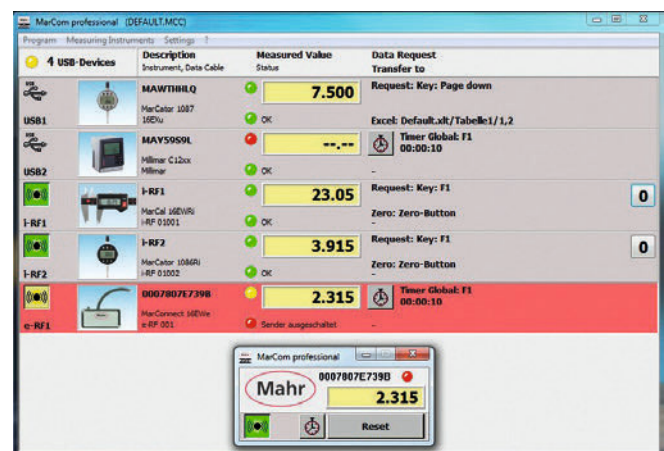 MarCom professional (DEFAULT.MCC)
Program Measuring Instruments Settings ?
4 USB-Devices
Description
Instrument, Data Cable
Measured Value
Status
Data Request
Transfer to
USB1
MAWTHHLQ
MarCator 1087
16EXu
7.500
OK
Request: Key: Page down
Excel: Default.xlt/Tabelle1/1,2
USB2
MAY59S9L
Millimar C12xx
Millimar
--.--
OK
Timer Global: F1
00:00:10
-
i-RF1
i-RF1
MarCal 16EWRi
i-RF 01001
23.05
OK
Request: Key: F1
Zero: Zero-Button
-
0
i-RF2
i-RF2
MarCator 1086Ri
i-RF 01002
3.915
OK
Request: Key: F1
Zero: Zero-Button
-
0
e-RF1
0007807E739B
MarConnect 16EWe
e-RF 001
2.315
Sender ausgeschaltet
Timer Global: F1
00:00:10
-
MarCom professional
Mahr
0007807E739B
2.315
Reset